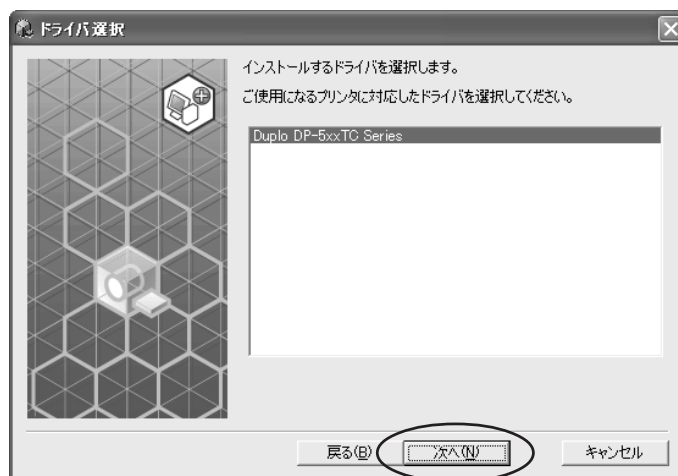 ドライバ選択
インストールするドライバを選択します。
ご使用になるプリンタに対応したドライバを選択してください。
Duplo DP-5xxTC Series
戻る(B)
次へ(N)
キャンセル